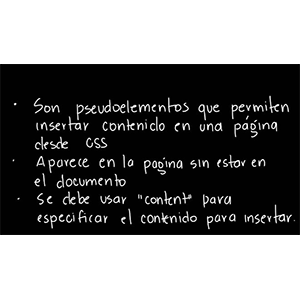 · Son pseudoelementos que permiten
insertar contenido en una página
desde CSS
· Aparece en la pagina sin estar en
el documento
· Se debe usar "content" para
especificar el contenido para insertar.